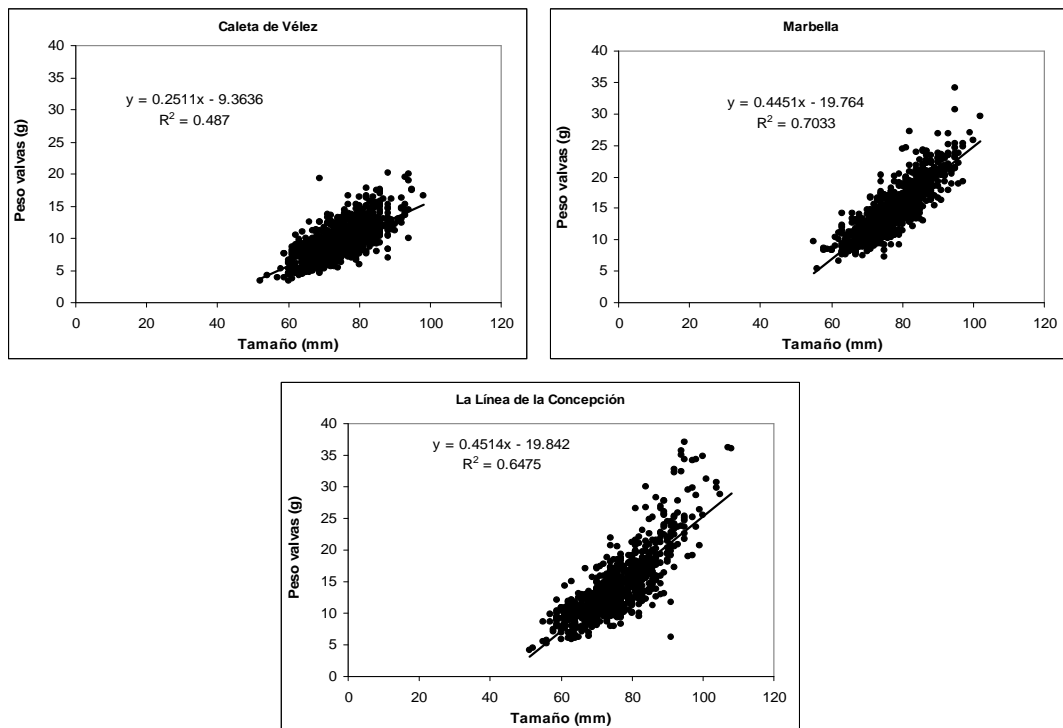 Caleta de Vélez
40
35
30
25
20
15
10
5
0
Peso valvas (g)
y = 0.2511x - 9.3636
R² = 0.487
0 20 40 60 80 100 120
Tamaño (mm)
Marbella
40
35
30
25
20
15
10
5
0
Peso valvas (g)
y = 0.4451x - 19.764
R² = 0.7033
0 20 40 60 80 100 120
Tamaño (mm)
La Línea de la Concepción
40
35
30
25
20
15
10
5
0
Peso valvas (g)
y = 0.4514x - 19.842
R² = 0.6475
0 20 40 60 80 100 120
Tamaño (mm)